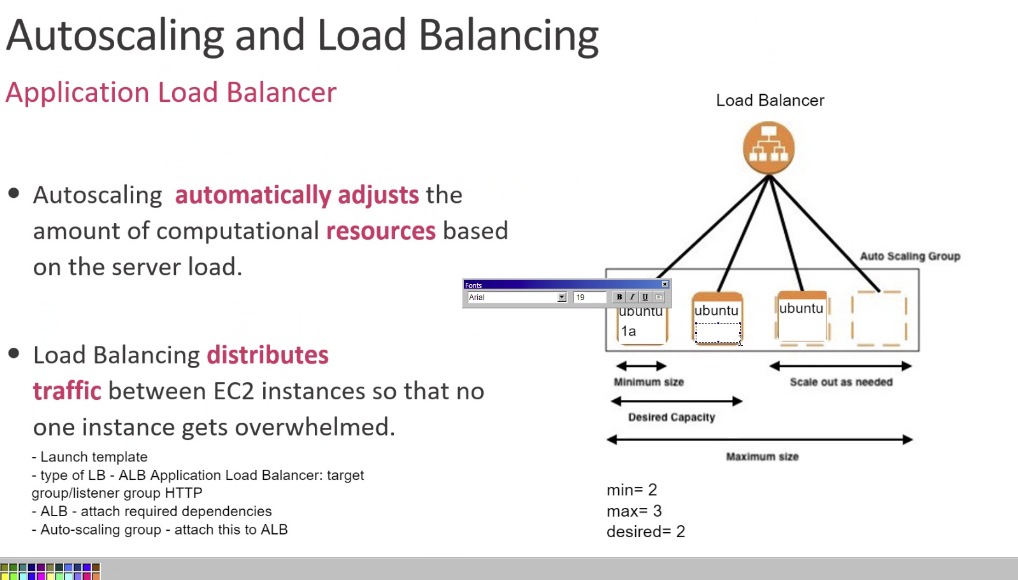 Autoscaling and Load Balancing
Application Load Balancer
• Autoscaling automatically adjusts the
amount of computational resources based
on the server load.
• Load Balancing distributes
traffic between EC2 instances so that no
one instance gets overwhelmed.
- Launch template
- type of LB - ALB Application Load Balancer: target
group/listener group HTTP
- ALB - attach required dependencies
- Auto-scaling group - attach this to ALB
Load Balancer
Auto Scaling Group
Fonts
Arial 19 B I U
ubuntu ubuntu ubuntu
1a
Minimum size Scale out as needed
Desired Capacity
Maximum size
min= 2
max= 3
desired= 2